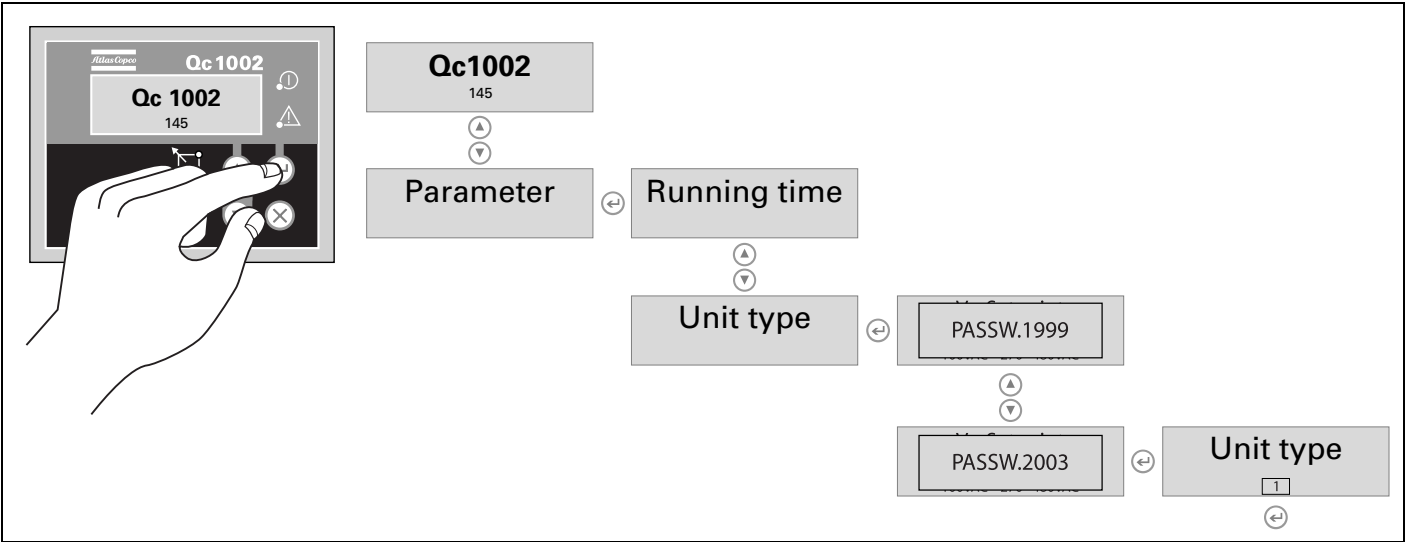 Atlas Copco
Qc1002
Qc 1002
145
Qc1002
145
Parameter
Running time
Unit type
PASSW.1999
PASSW.2003
Unit type
1